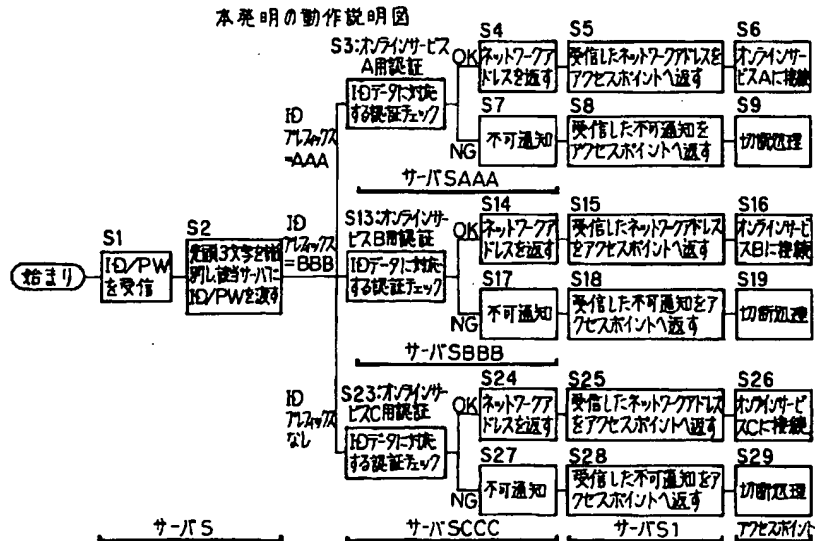 本発明の動作説明図
始まり
S1
ID/PW
を受信
S2
先頭3文字を識
別し該当サーバに
ID/PWを渡す
ID
プレフィックス
=AAA
S3:オンラインサービス
A用認証
IDデータに対応
する認証チェック
OK
NG
S4
ネットワークア
ドレスを返す
S5
受信したネットワークアドレスを
アクセスポイントへ返す
S6
オンラインサー
ビスAに接続
S7
不可通知
S8
受信した不可通知を
アクセスポイントへ返す
S9
切断処理
サーバSAAA
ID
プレフィックス
=BBB
S13:オンラインサー
ビスB用認証
IDデータに対応
する認証チェック
OK
NG
S14
ネットワークア
ドレスを返す
S15
受信したネットワークアドレス
をアクセスポイントへ返す
S16
オンラインサー
ビスBに接続
S17
不可通知
S18
受信した不可通知をア
クセスポイントへ返す
S19
切断処理
サーバSBBB
ID
プレフィックス
なし
S23:オンラインサー
ビスC用認証
IDデータに対応
する認証チェック
OK
NG
S24
ネットワークア
ドレスを返す
S25
受信したネットワークアドレス
をアクセスポイントへ返す
S26
オンラインサー
ビスCに接続
S27
不可通知
S28
受信した不可通知をア
クセスポイントへ返す
S29
切断処理
サーバS
サーバSCCC
サーバS1
アクセスポイント